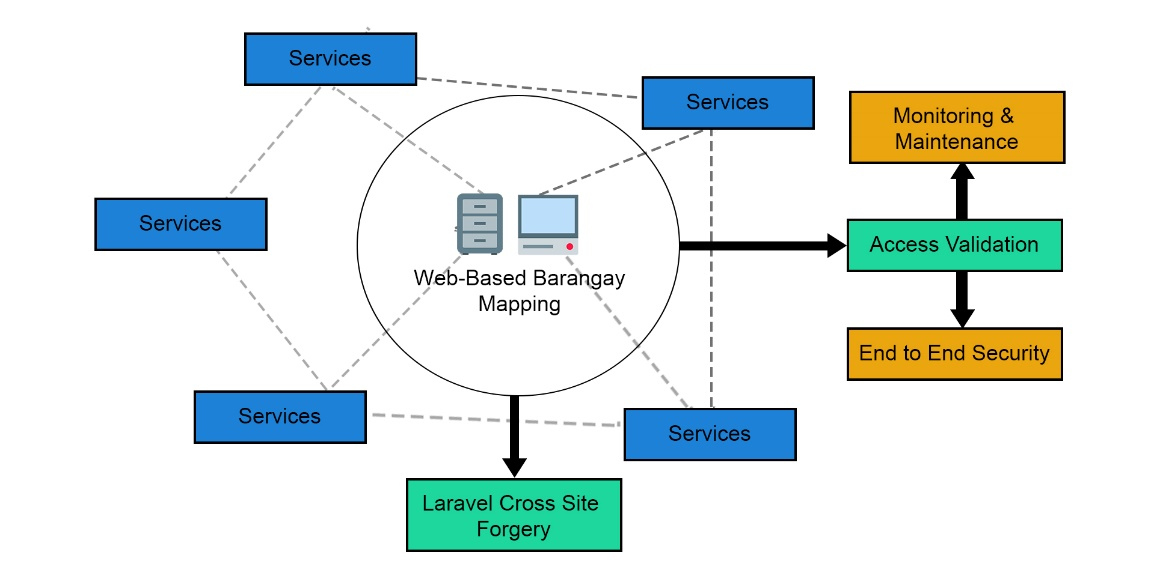 Services
Services
Monitoring &
Maintenance
Services
Access Validation
Web-Based Barangay
Mapping
End to End Security
Services
Services
Laravel Cross Site
Forgery